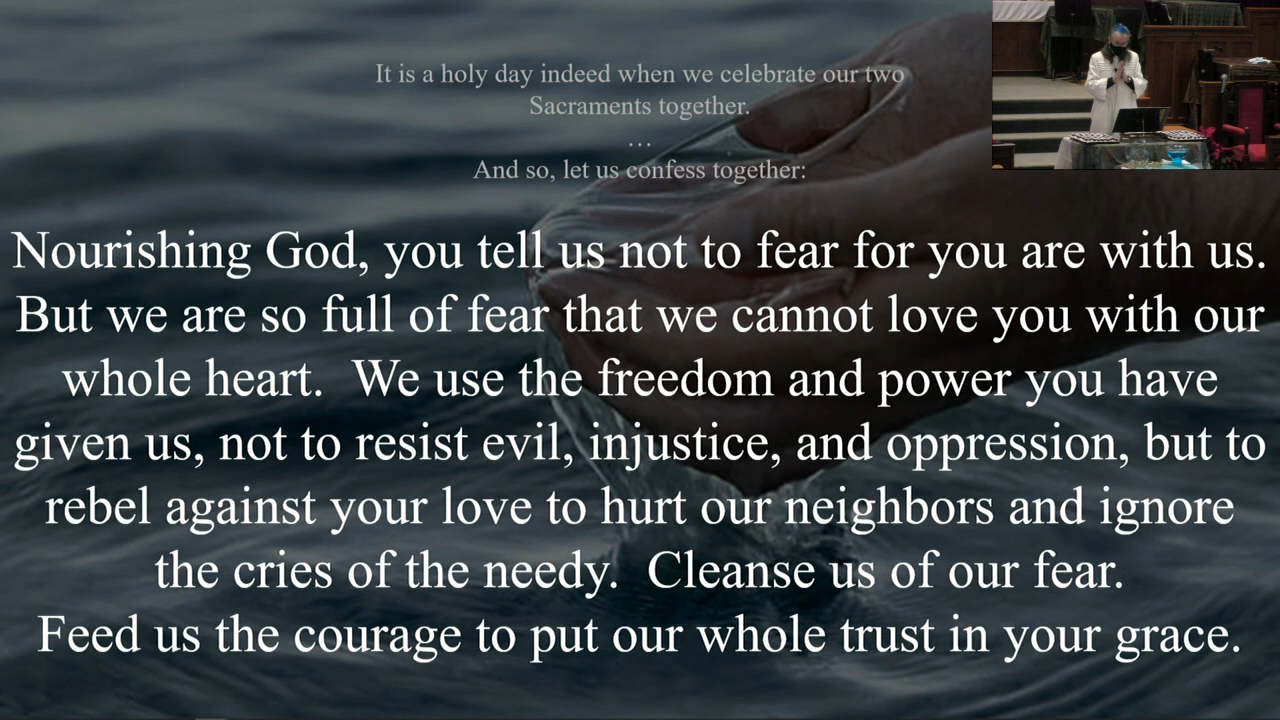 It is a holy day indeed when we celebrate our two
Sacraments together.
…
And so, let us confess together:
Nourishing God, you tell us not to fear for you are with us.
But we are so full of fear that we cannot love you with our
whole heart.  We use the freedom and power you have
given us, not to resist evil, injustice, and oppression, but to
rebel against your love to hurt our neighbors and ignore
the cries of the needy.  Cleanse us of our fear.
Feed us the courage to put our whole trust in your grace.